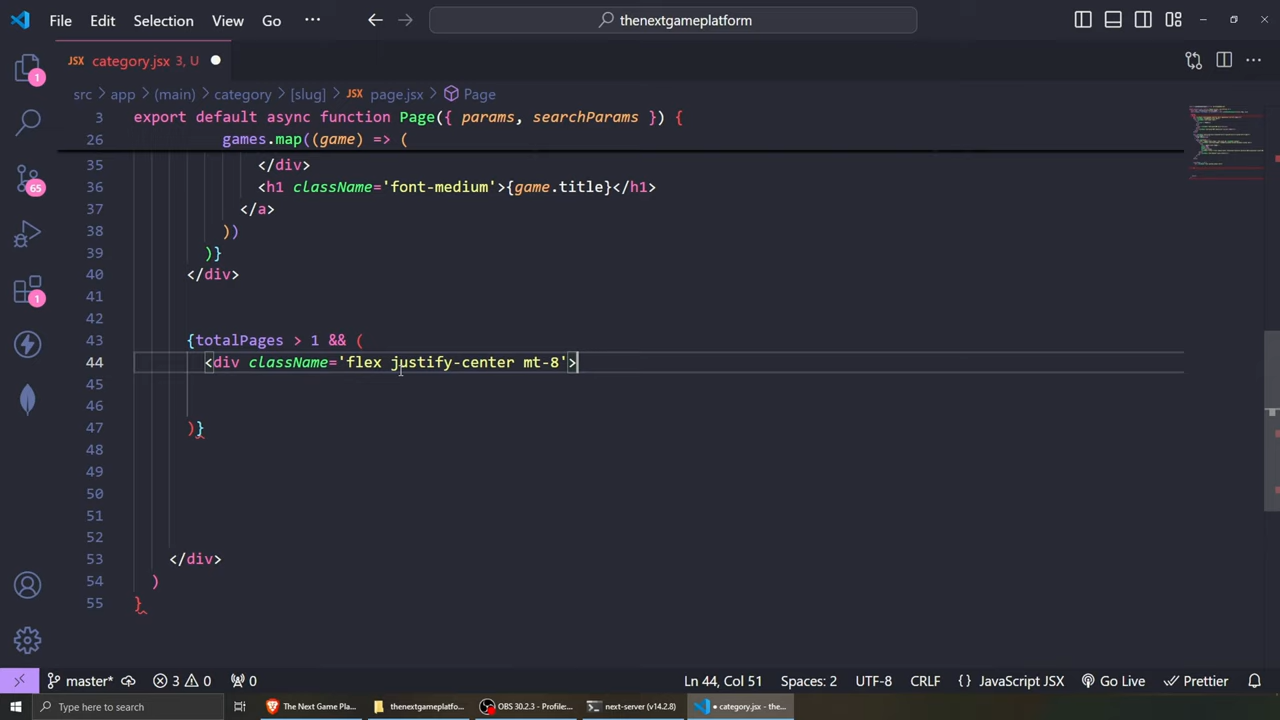 File Edit Selection View Go ··· thenextgameplatform
JSX category.jsx 3, U
src > app > (main) > category > [slug] > JSX page.jsx > Page
3 export default async function Page({ params, searchParams }) {
26 games.map((game) => (
35 </div>
36 <h1 className='font-medium'>{game.title}</h1>
37 </a>
38 ))
39 )}
40 </div>
41
42
43 {totalPages > 1 && (
44 <div className='flex justify-center mt-8'>
45
46
47 )}
48
49
50
51
52
53 </div>
54 )
55 }
1
65
1
master* 3 0 0 Ln 44, Col 51 Spaces: 2 UTF-8 CRLF {} JavaScript JSX Go Live Prettier
Type here to search The Next Game Pla... thenextgameplatfo... OBS 30.2.3 - Profile:... next-server (v14.2.8) • category.jsx - the...